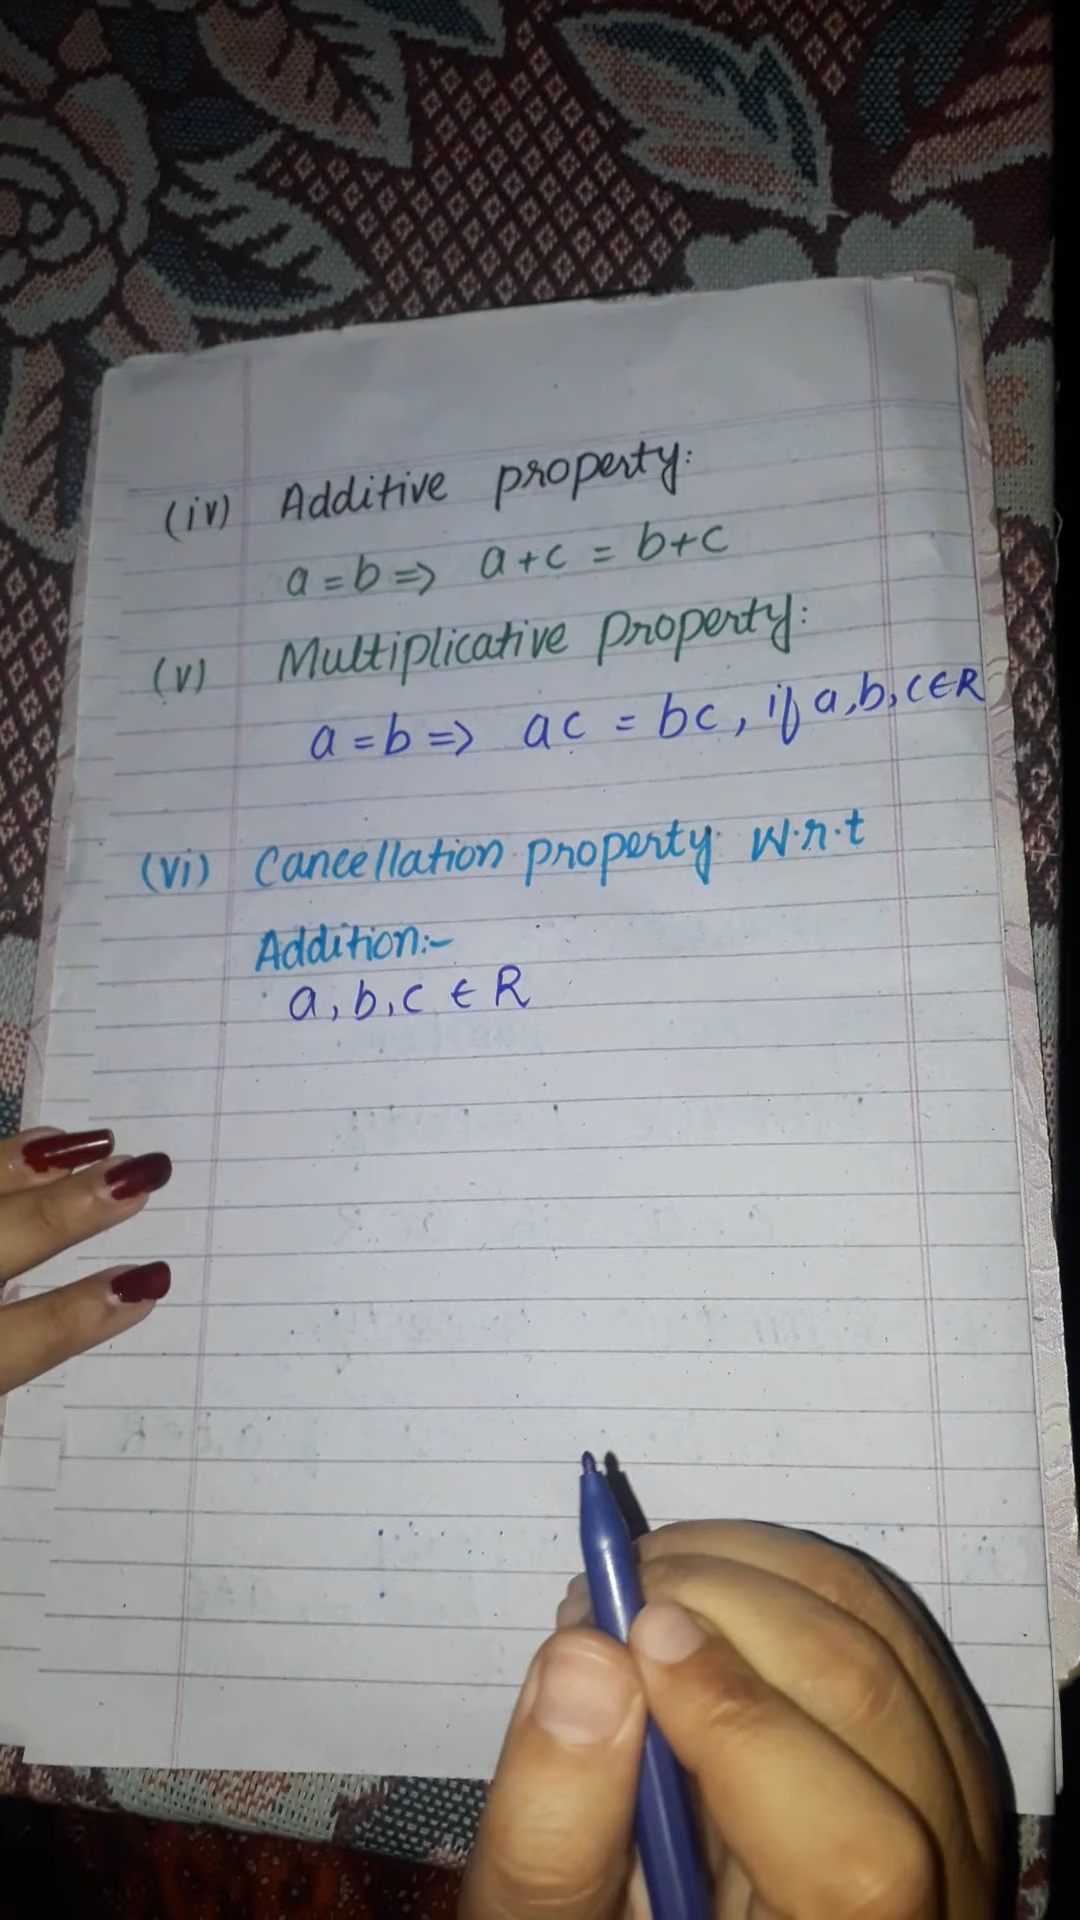 (iv) Additive property:
a = b => a + c = b + c
(v) Multiplicative property:
a = b => ac = bc, if a, b, c ∈ R
(vi) Cancellation property w.r.t
Addition:-
a, b, c ∈ R